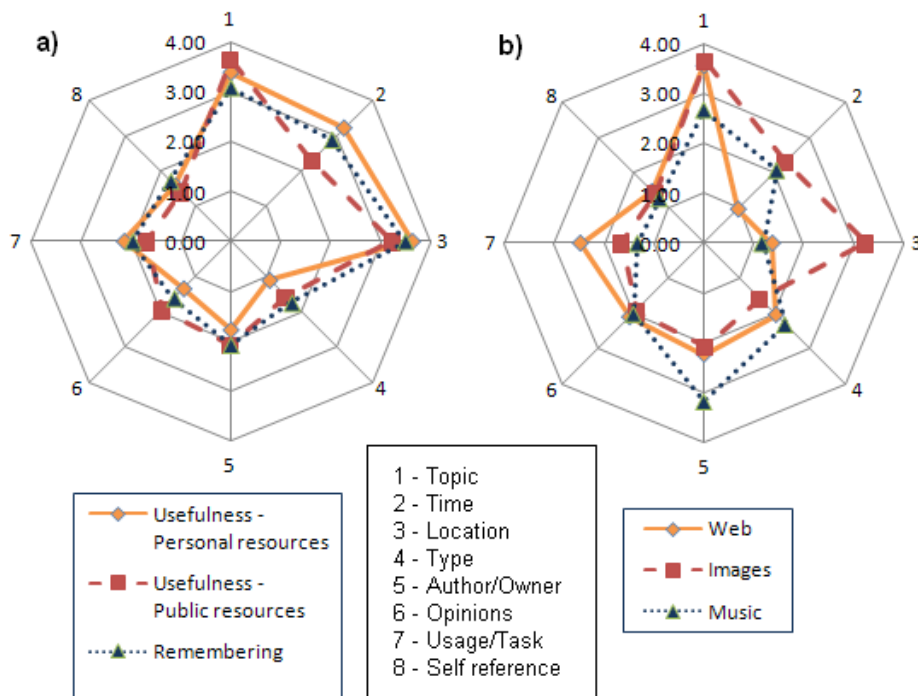 a)
1
4.00
3.00
2.00
1.00
0.00
2
3
4
5
6
7
8
b)
1
4.00
3.00
2.00
1.00
0.00
2
3
4
5
6
7
8
Usefulness -
Personal resources
Usefulness -
Public resources
Remembering
1 - Topic
2 - Time
3 - Location
4 - Type
5 - Author/Owner
6 - Opinions
7 - Usage/Task
8 - Self reference
Web
Images
Music